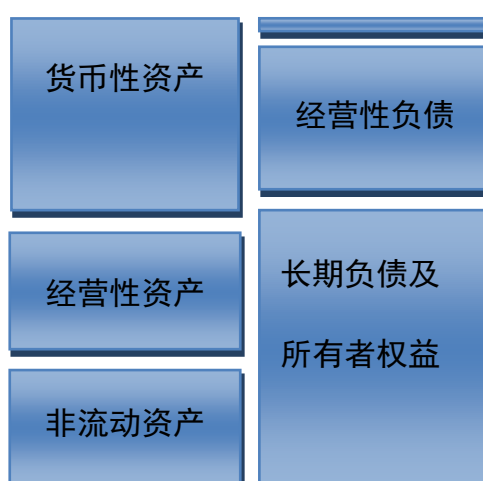 货币性资产
经营性负债
经营性资产
长期负债及
所有者权益
非流动资产